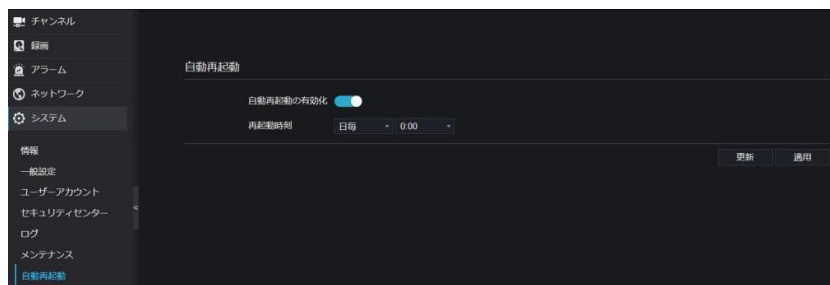 チャンネル
録画
アラーム
ネットワーク
システム
情報
一般設定
ユーザーアカウント
セキュリティセンター
ログ
メンテナンス
自動再起動
自動再起動
自動再起動の有効化
再起動時刻 日毎 0:00
更新 適用
<